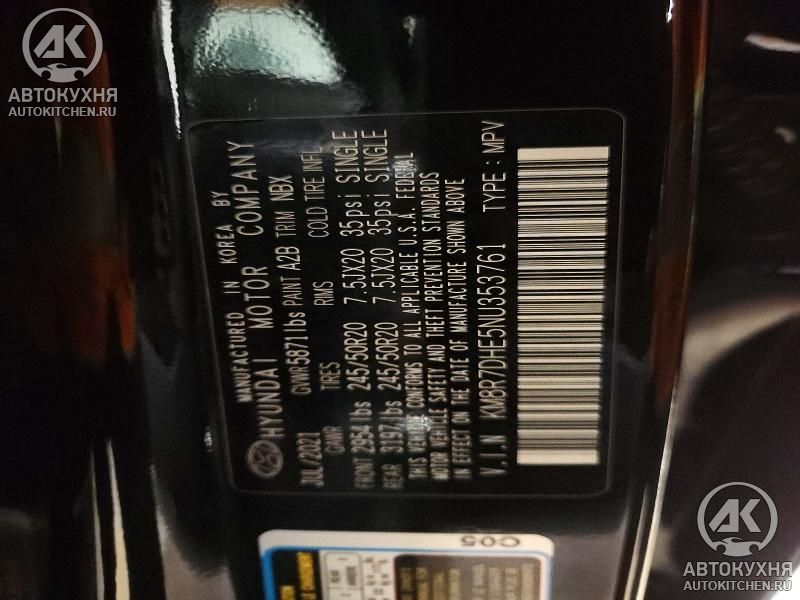 АВТОКУХНЯ
AUTOKITCHEN.RU
MANUFACTURED IN KOREA BY
HYUNDAI MOTOR COMPANY
JUL/2021 GVWR 5871lbs PAINT A2B TRIM NBX
GAWR TIRES RIMS COLD TIRE INFL
FRONT 2954lbs 245/50R20 7.5JX20 35psi SINGLE
REAR 3197lbs 245/50R20 7.5JX20 35psi SINGLE
THIS VEHICLE CONFORMS TO ALL APPLICABLE U.S.A. FEDERAL
MOTOR VEHICLE SAFETY AND THEFT PREVENTION STANDARDS
IN EFFECT ON THE DATE OF MANUFACTURE SHOWN ABOVE
V.I.N KM8R7DHE5NU353761 TYPE : MPV
C05
АВТОКУХНЯ
AUTOKITCHEN.RU